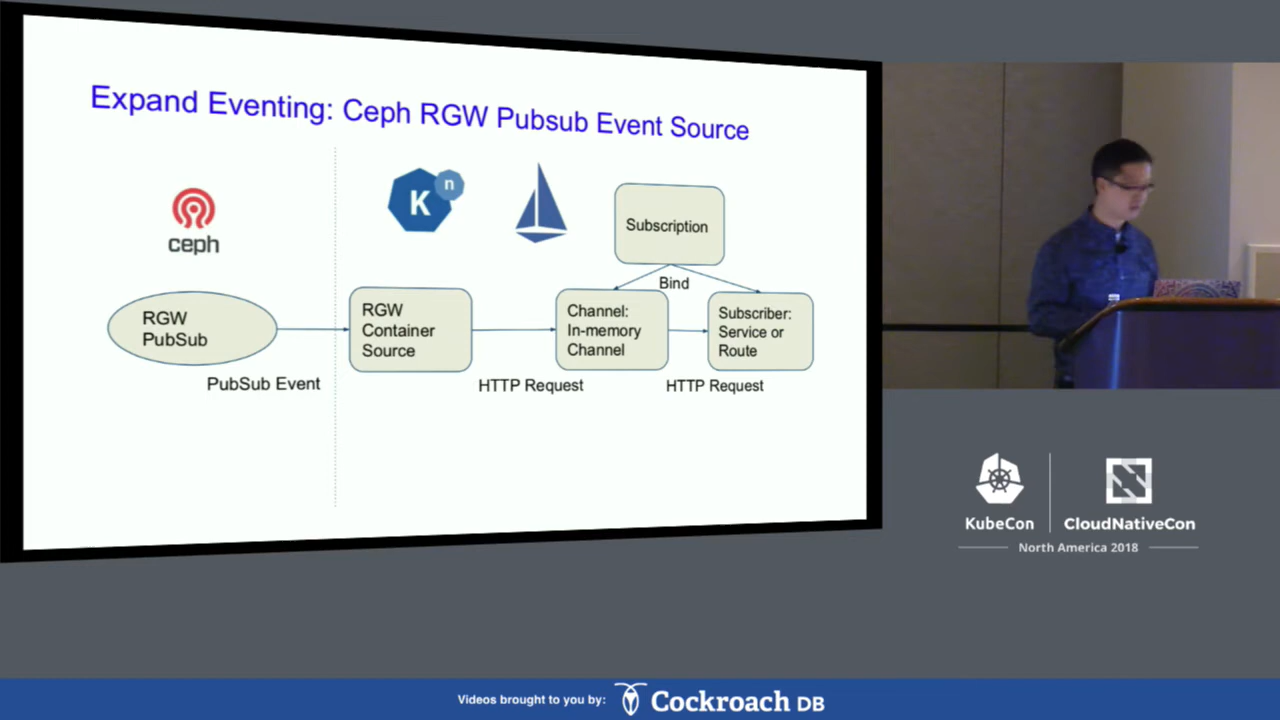 Expand Eventing: Ceph RGW Pubsub Event Source
ceph
K
n
Subscription
Bind
RGW
PubSub
RGW
Container
Source
Channel:
In-memory
Channel
Subscriber:
Service or
Route
PubSub Event
HTTP Request
HTTP Request
KubeCon
CloudNativeCon
North America 2018
Videos brought to you by:
Cockroach DB